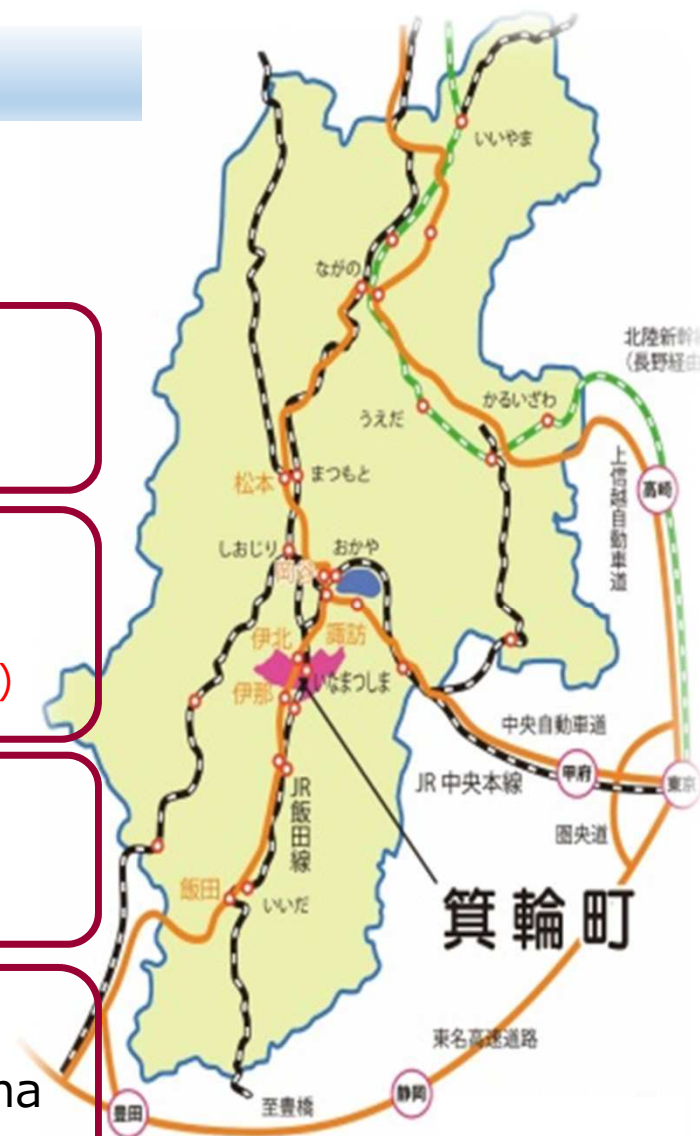 いいやま
ながの
北陸新幹
(長野経由
かるいざわ
うえだ
上信越自動車道
高崎
松本
まつもと
しおじり
おかや
岡谷
伊北
諏訪
)
いなまつしま
伊那
中央自動車道
甲府
東京
JR 中央本線
JR飯田線
圏央道
飯田
いいだ
箕輪町
東名高速道路
na
静岡
至豊橋
豊田